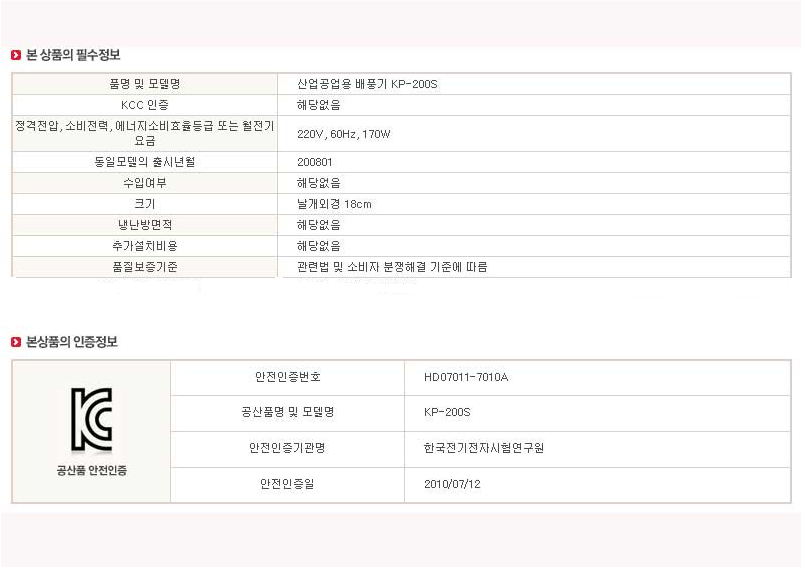 본 상품의 필수정보
품명 및 모델명 산업공업용 배풍기 KP-200S
KCC 인증 해당없음
정격전압, 소비전력, 에너지소비효율등급 또는 월전기
요금 220V, 60Hz, 170W
동일모델의 출시년월 200801
수입여부 해당없음
크기 날개외경 18cm
냉난방면적 해당없음
추가설치비용 해당없음
품질보증기준 관련법 및 소비자 분쟁해결 기준에 따름
본상품의 인증정보
공산품 안전인증
안전인증번호 HD07011-7010A
공산품명 및 모델명 KP-200S
안전인증기관명 한국전기전자시험연구원
안전인증일 2010/07/12